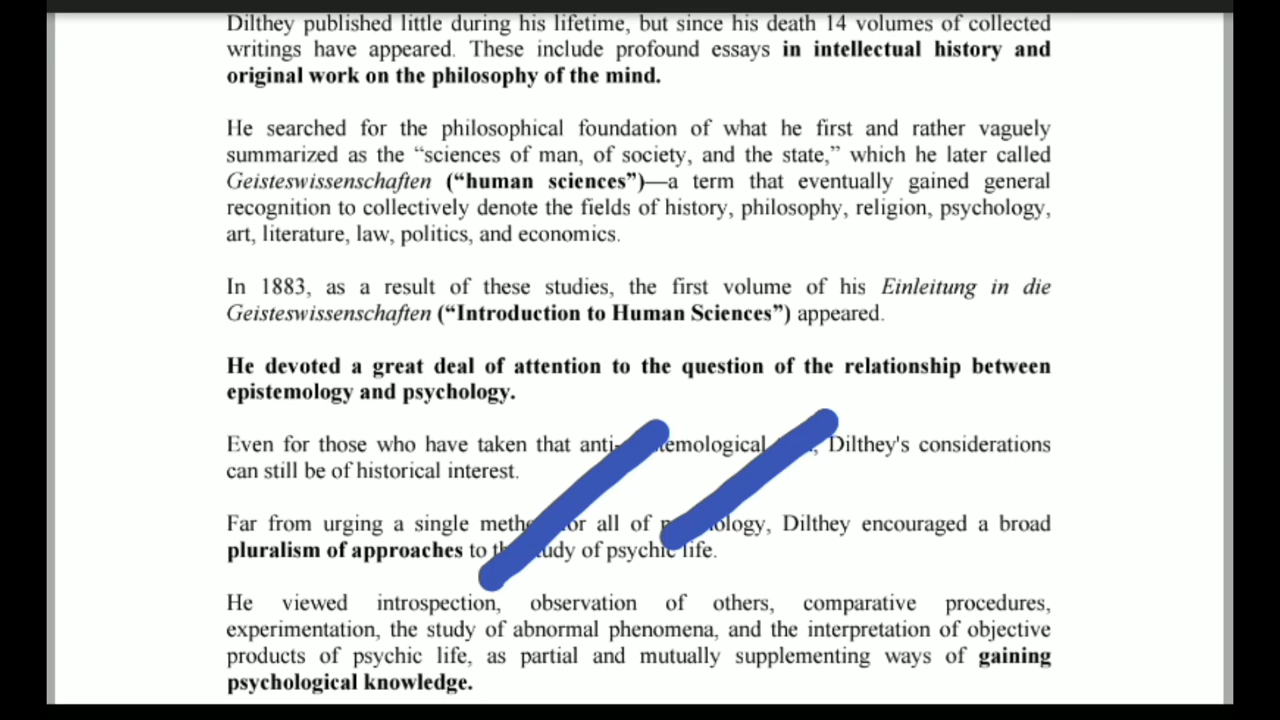 Dilthey published little during his lifetime, but since his death 14 volumes of collected
writings have appeared. These include profound essays in intellectual history and
original work on the philosophy of the mind.
He searched for the philosophical foundation of what he first and rather vaguely
summarized as the “sciences of man, of society, and the state,” which he later called
Geisteswissenschaften (“human sciences”)—a term that eventually gained general
recognition to collectively denote the fields of history, philosophy, religion, psychology,
art, literature, law, politics, and economics.
In 1883, as a result of these studies, the first volume of his Einleitung in die
Geisteswissenschaften (“Introduction to Human Sciences”) appeared.
He devoted a great deal of attention to the question of the relationship between
epistemology and psychology.
Even for those who have taken that Dilthey's considerations
can still be of historical interest.
Far from urging a single all of Dilthey encouraged a broad
pluralism of approaches to of psychic life.
He viewed introspection, observation of others, comparative procedures,
experimentation, the study of abnormal phenomena, and the interpretation of objective
products of psychic life, as partial and mutually supplementing ways of gaining
psychological knowledge.